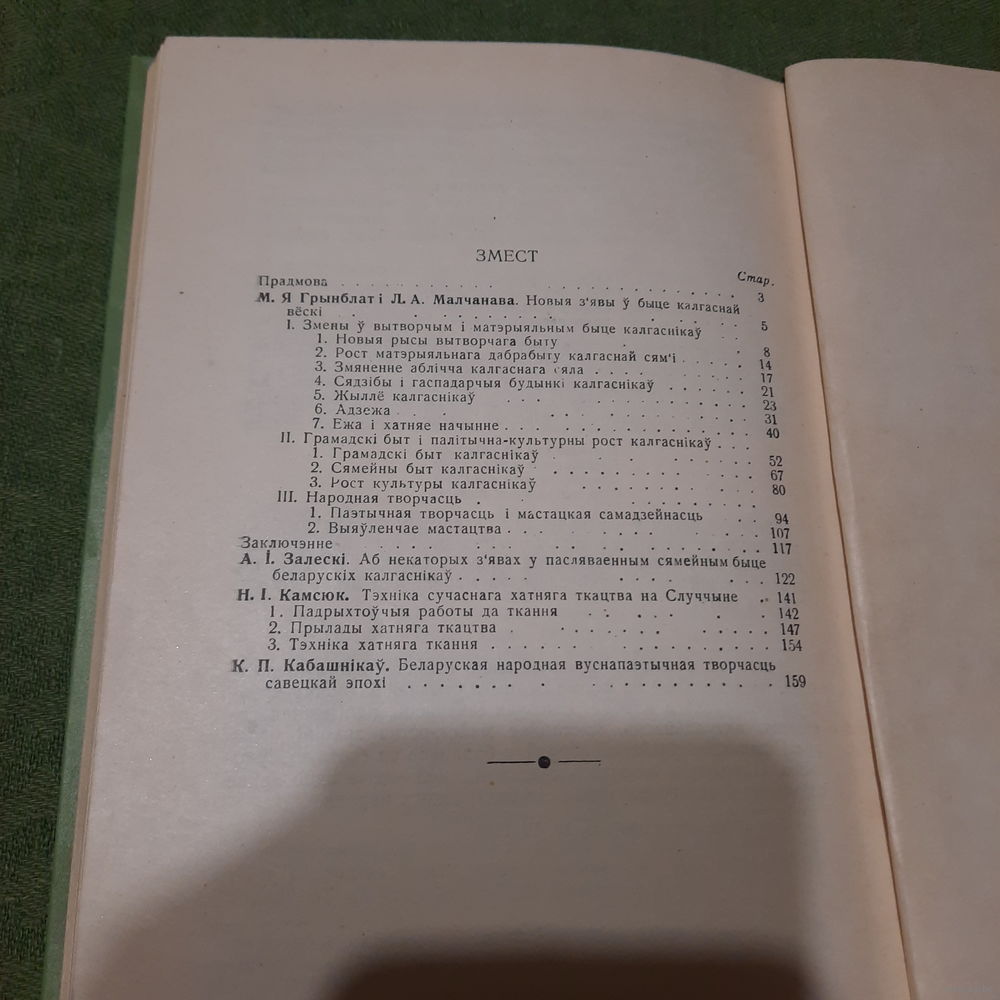 ЗМЕСТ
Стар.
Прадмова . . . . . . . . . . . . . . . 3
М. Я Грынблат і Л. А. Малчанава. Новыя з'явы ў быце калгаснай
вёскі . . . . . . . . . . . . . . 5
I. Змены ў вытворчым і матэрыяльным быце калгаснікаў . .
1. Новыя рысы вытворчага быту . . 8
2. Рост матэрыяльнага дабрабыту калгаснай сям'і . . . . 14
3. Змяненне аблічча калгаснага сяла . . . . . . 17
4. Сядзібы і гаспадарчыя будынкі калгаснікаў . . . . . . 21
5. Жыллё калгаснікаў . . . . . . . . . 23
6. Адзежа . . . . . . . . . . . 31
7. Ежа і хатняе начынне . . . . . . . . . . 40
II. Грамадскі быт і палітычна-культурны рост калгаснікаў . . .
1. Грамадскі быт калгаснікаў . . . . . . . . 52
2. Сямейны быт калгаснікаў . . . . . . . . . 67
3. Рост культуры калгаснікаў . . . . . . . . . 80
III. Народная творчасць . . . . . . . . . . .
1. Паэтычная творчасць і мастацкая самадзейнасць . . . 94
2. Выяўленчае мастацтва . . . . . . . . . . 107
Заключэнне . . . . . . . . . . . . . . 117
А. І. Залескі. Аб некаторых з'явах у пасляваенным сямейным быце
беларускіх калгаснікаў . . . . . . . . . . . . 122
Н. І. Камсюк. Тэхніка сучаснага хатняга ткацтва на Случчыне . . 141
1. Падрыхтоўчыя работы да ткання . . . . . . . 142
2. Прылады хатняга ткацтва . . . . . . . . . . 147
3. Тэхніка хатняга ткання . . . . . . . . . . . 154
К. П. Кабашнікаў. Беларуская народная вуснапаэтычная творчасць
савецкай эпохі . . . . . . . . . . . . . . . 159